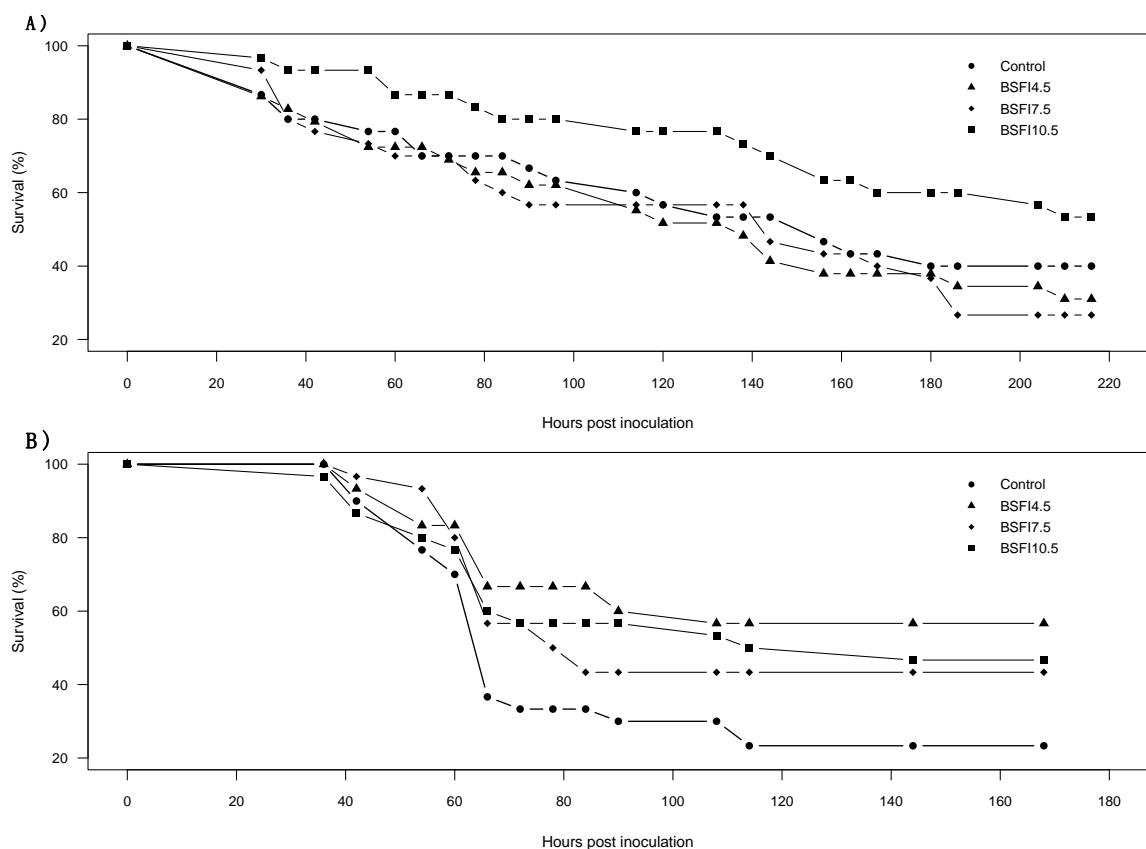 A)
Survival (%)
100
80
60
40
20
Control
BSFI4.5
BSFI7.5
BSFI10.5
0 20 40 60 80 100 120 140 160 180 200 220
Hours post inoculation
B)
Survival (%)
100
80
60
40
20
Control
BSFI4.5
BSFI7.5
BSFI10.5
0 20 40 60 80 100 120 140 160 180
Hours post inoculation